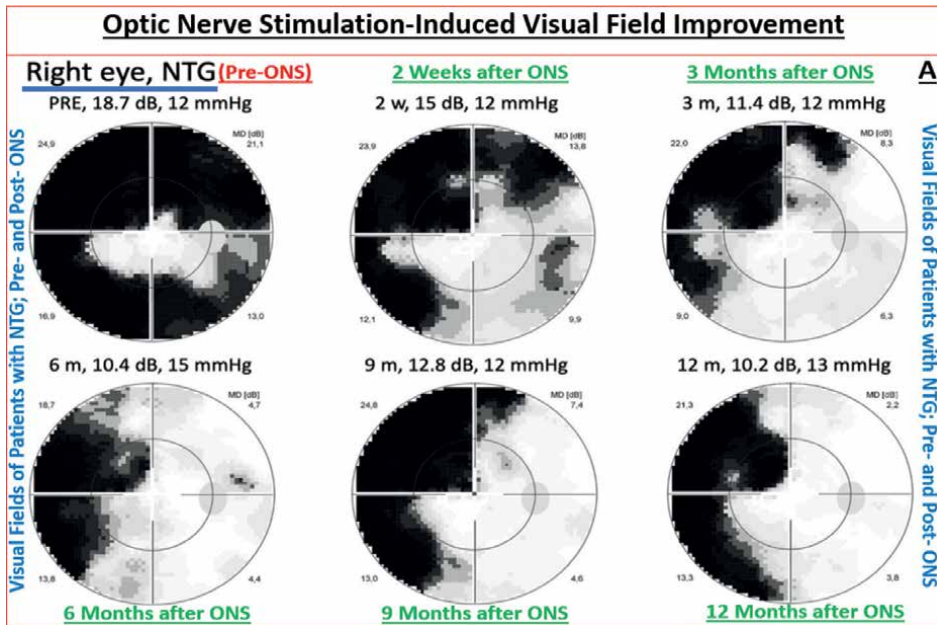 Optic Nerve Stimulation-Induced Visual Field Improvement
Right eye, NTG (Pre-ONS)
2 Weeks after ONS
3 Months after ONS
A
PRE, 18.7 dB, 12 mmHg
2 w, 15 dB, 12 mmHg
3 m, 11.4 dB, 12 mmHg
MD [dB]
24,9
21,1
16,9
13,0
MD [dB]
23,9
13,8
12,1
9,9
MD [dB]
22,0
8,3
9,0
6,3
6 m, 10.4 dB, 15 mmHg
9 m, 12.8 dB, 12 mmHg
12 m, 10.2 dB, 13 mmHg
MD [dB]
18,7
4,7
13,8
4,4
MD [dB]
24,8
7,4
13,0
4,6
MD [dB]
21,3
2,2
13,3
3,8
6 Months after ONS
9 Months after ONS
12 Months after ONS
Visual Fields of Patients with NTG; Pre- and Post- ONS
Visual Fields of Patients with NTG; Pre- and Post- ONS